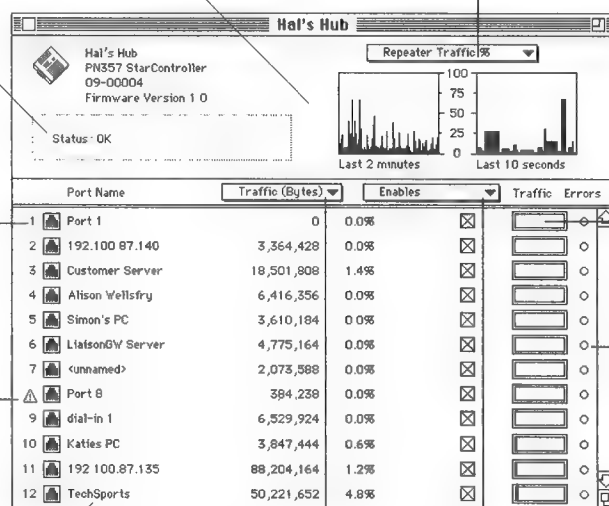 Hal's Hub
Hal's Hub
PN357 StarController
09-00004
Firmware Version 1 0
Status: OK
Repeater Traffic %
100
75
50
25
0
Last 2 minutes
Last 10 seconds
Port Name Traffic (Bytes) Enables Traffic Errors
1 Port 1 0 0.0%
2 192.100 87.140 3,364,428 0.0%
3 Customer Server 18,501,808 1.4%
4 Alison Wellsfry 6,416,356 0.0%
5 Simon's PC 3,610,184 0 0%
6 LiaisonGW Server 4,775,164 0.0%
7 <unnamed> 2,073,588 0.0%
Port 8 384,238 0.0%
9 dial-in 1 6,529,924 0.0%
10 Katies PC 3,847,444 0.6%
11 192 100.87.135 88,204,164 1.2%
12 TechSports 50,221,652 4.8%